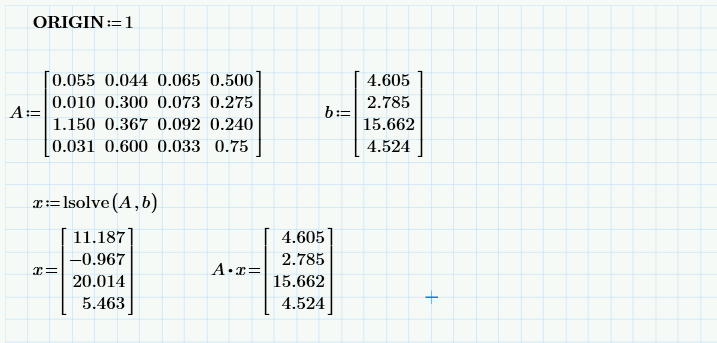 ORIGIN:=1
A:=[0.055 0.044 0.065 0.500
0.010 0.300 0.073 0.275
1.150 0.367 0.092 0.240
0.031 0.600 0.033 0.75]
b:=[4.605
2.785
15.662
4.524]
x:=lsolve(A,b)
x=[11.187
−0.967
20.014
5.463]
A·x=[4.605
2.785
15.662
4.524]